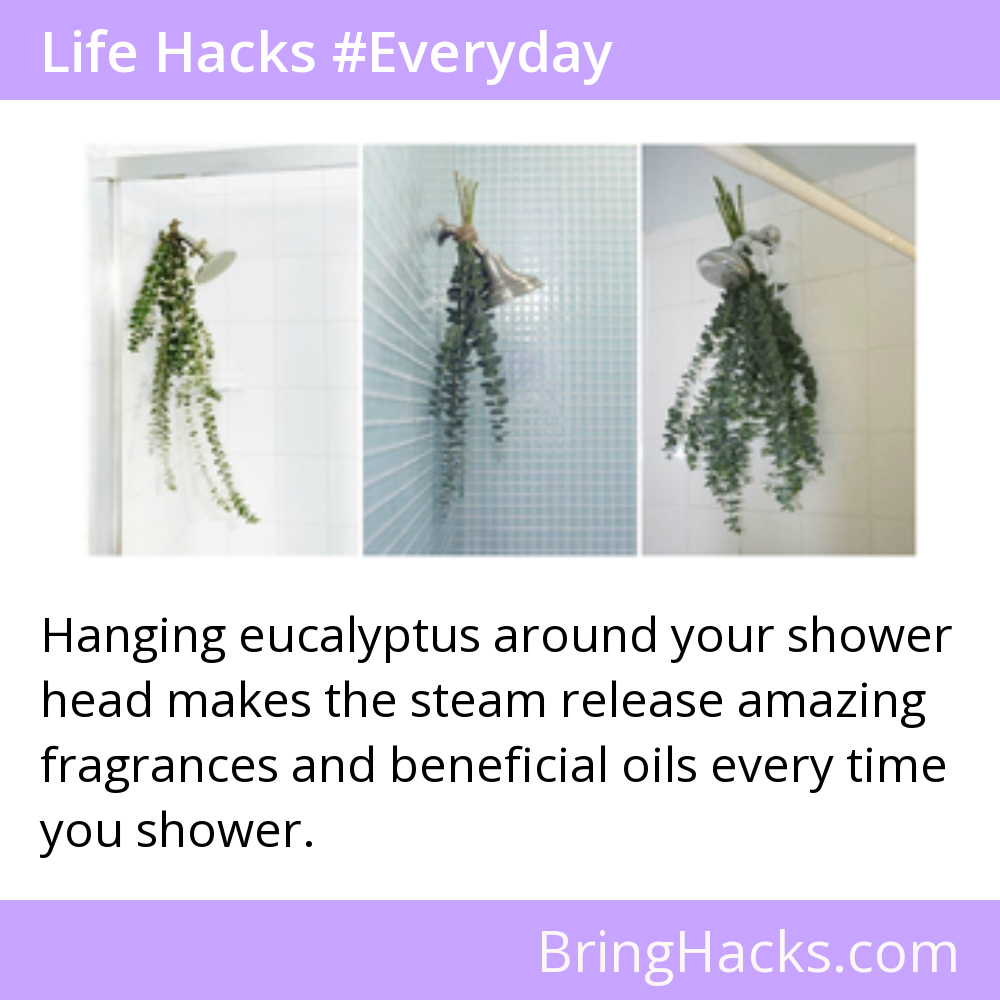 Life Hacks #Everyday
Hanging eucalyptus around your shower
head makes the steam release amazing
fragrances and beneficial oils every time
you shower.
BringHacks.com